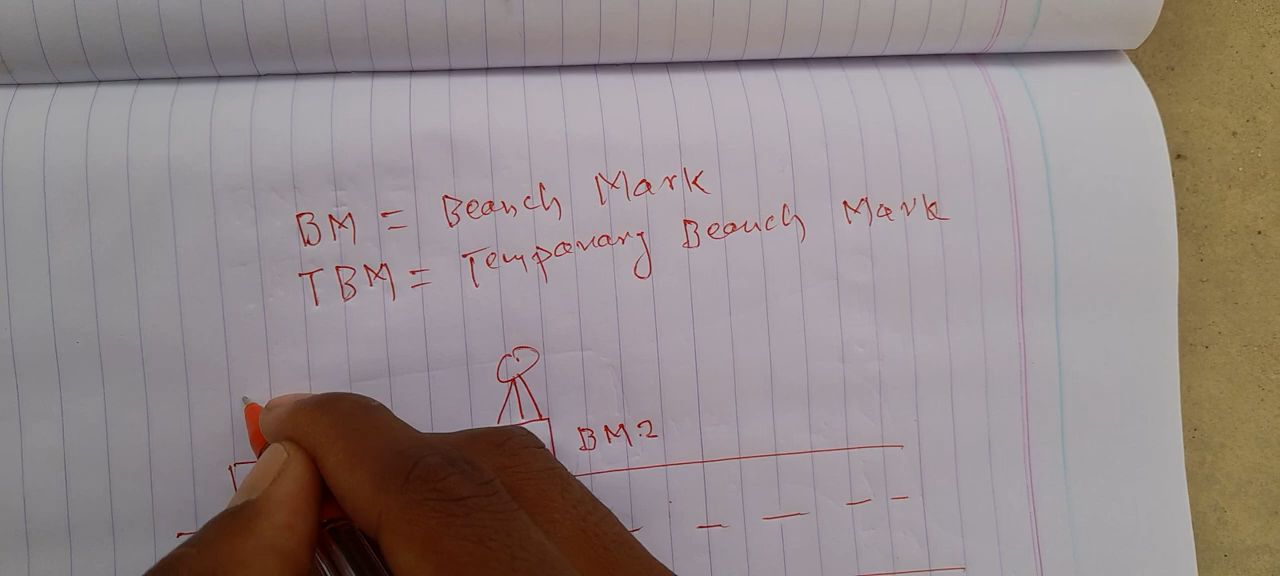 BM = Beanch Mark
TBM = Temparary Beanch Mark
BM:2